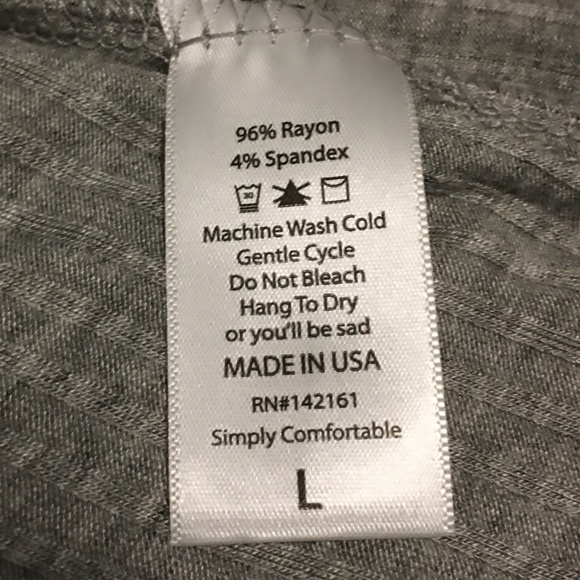 96% Rayon
4% Spandex
30
Machine Wash Cold
Gentle Cycle
Do Not Bleach
Hang To Dry
or you'll be sad
MADE IN USA
RN#142161
Simply Comfortable
L